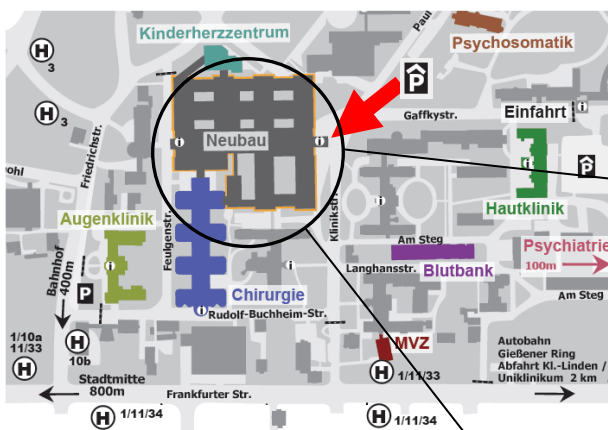 Kinderherzzentrum
Paul
Psychosomatik
H
3
P
H
3
Gaffkystr.
Einfahrt
i
Neubau
i
i
Friedrichstr.
ohl
i
P
Hautklinik
Klinikstr.
i
Augenklinik
Feulgenstr.
Am Steg
Psychiatrie
100m
Langhansstr.
Blutbank
Bahnhof
400m
i
i
P
Chirurgie
Am Steg
i
Rudolf-Buchheim-Str.
1/10a
11/33
H
H
10b
MVZ
H
1/11/33
Autobahn
Gießener Ring
Abfahrt Kl.-Linden /
Uniklinikum 2 km
Stadtmitte
800m
Frankfurter Str.
H
1/11/34
H
1/11/34